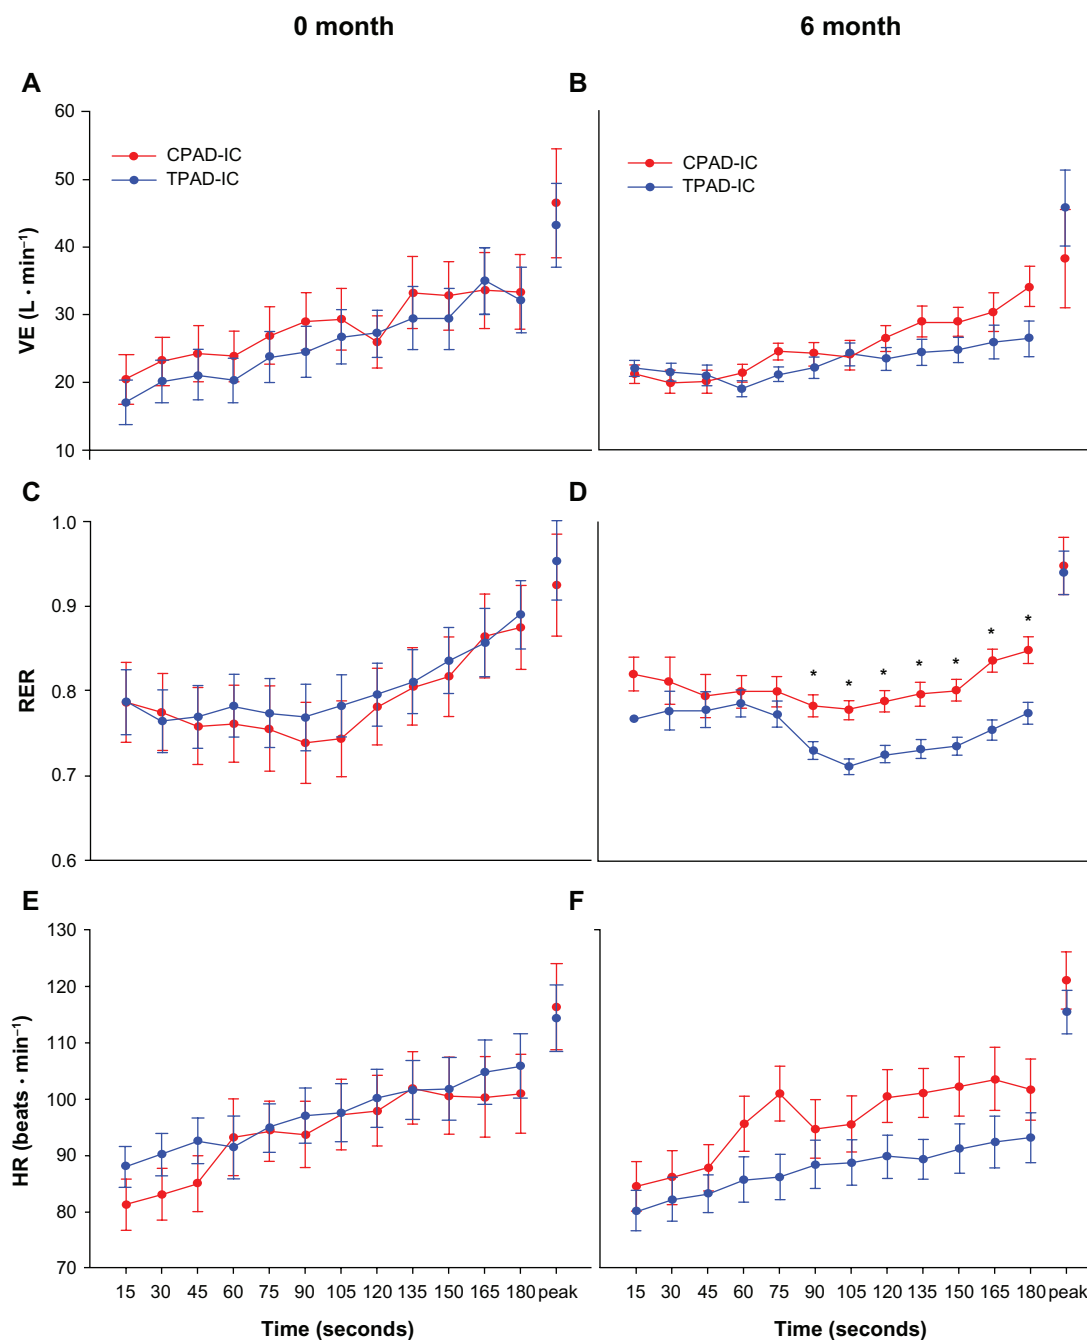 0 month
6 month
A
B
VE (L · min⁻¹)
60
50
40
30
20
10
CPAD-IC
TPAD-IC
CPAD-IC
TPAD-IC
C
D
RER
1.0
0.9
0.8
0.7
0.6
* * * * * * *
E
F
HR (beats · min⁻¹)
130
120
110
100
90
80
70
15 30 45 60 75 90 105 120 135 150 165 180 peak
15 30 45 60 75 90 105 120 135 150 165 180 peak
Time (seconds)
Time (seconds)